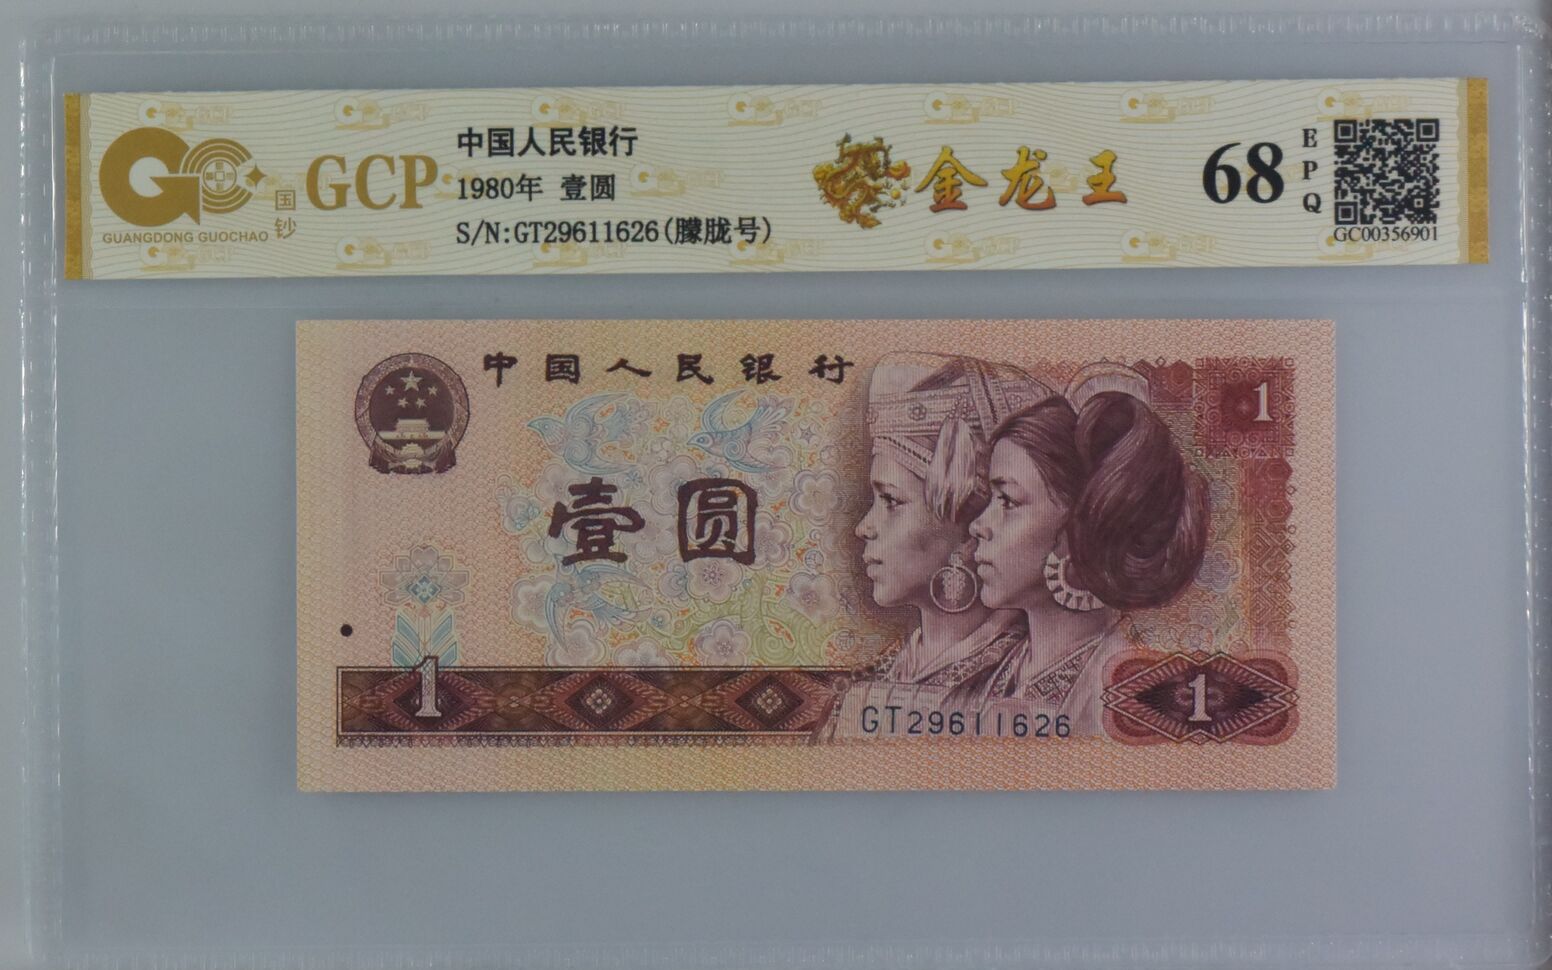 GUANGDONG GUOCHAO
国钞
GCP
中国人民银行
1980年 壹圆
S/N:GT29611626(朦胧号)
金龙王
68
EPQ
GC00356901
中国人民银行
1
壹圆
1
GT29611626
1